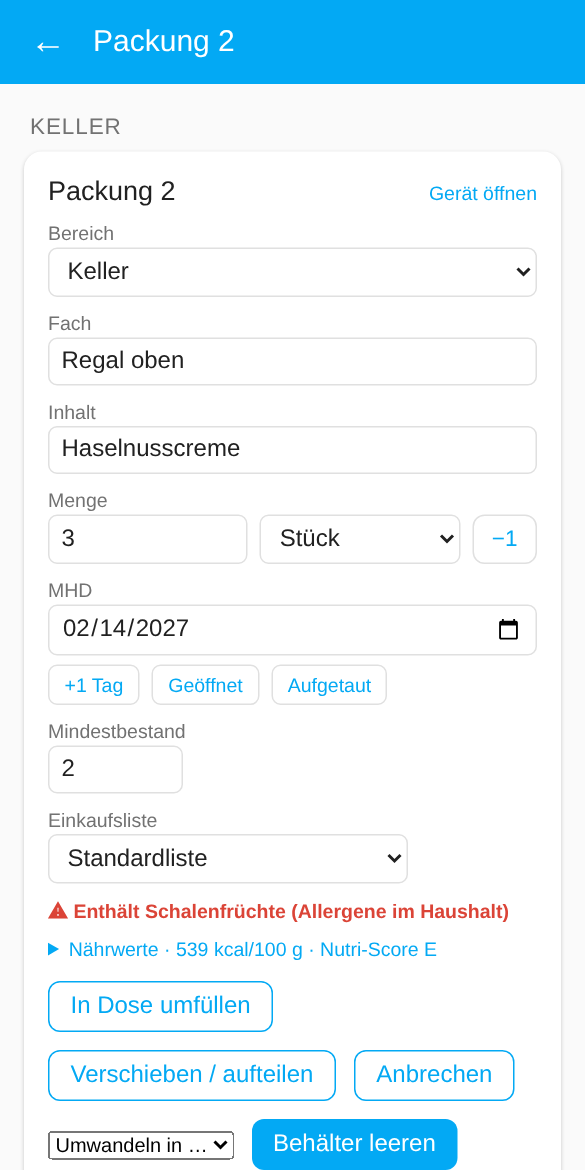 ← Packung 2
KELLER
Packung 2 Gerät öffnen
Bereich
Keller
Fach
Regal oben
Inhalt
Haselnusscreme
Menge
3 Stück −1
MHD
02/14/2027
+1 Tag Geöffnet Aufgetaut
Mindestbestand
2
Einkaufsliste
Standardliste
Enthält Schalenfrüchte (Allergene im Haushalt)
Nährwerte · 539 kcal/100 g · Nutri-Score E
In Dose umfüllen
Verschieben / aufteilen Anbrechen
Umwandeln in … Behälter leeren